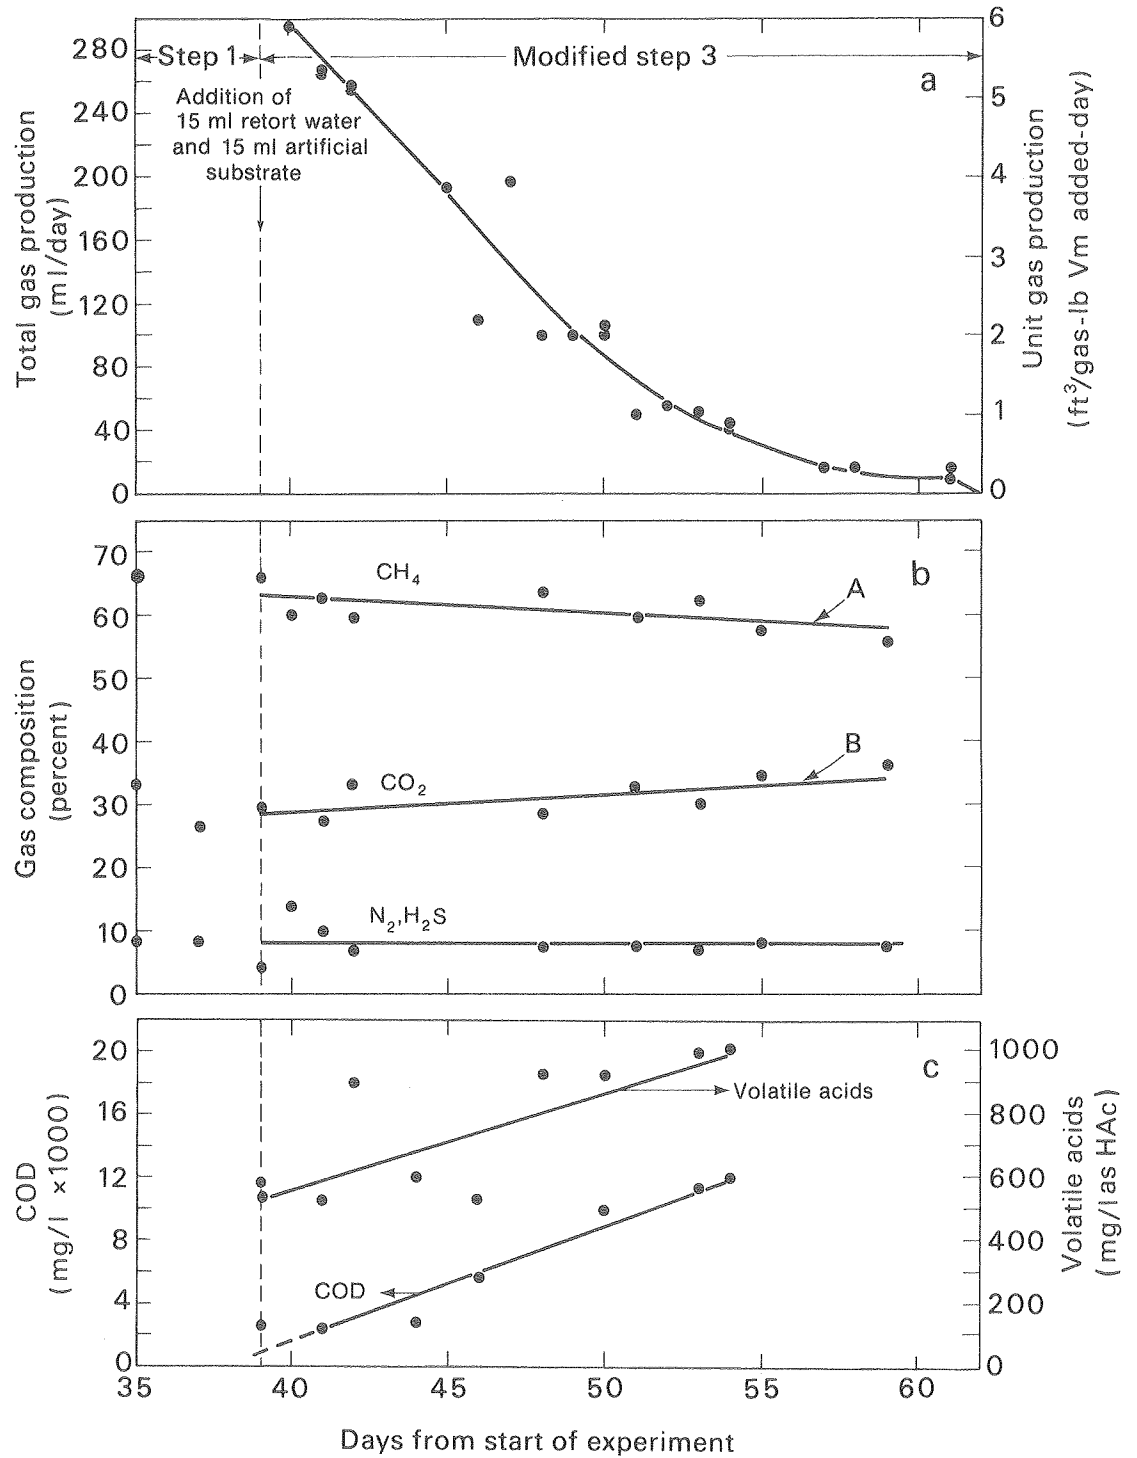 Total gas production
(ml/day)
280
240
200
160
120
80
40
0
Step 1
Modified step 3
a
Addition of
15 ml retort water
and 15 ml artificial
substrate
6
5
4
3
2
1
0
Unit gas production
(ft³/gas-lb Vm added-day)
Gas composition
(percent)
70
60
50
40
30
20
10
0
CH₄
A
b
B
CO₂
N₂,H₂S
COD
(mg/l ×1000)
20
16
12
8
4
0
c
Volatile acids
COD
1000
800
600
400
200
0
Volatile acids
(mg/l as HAc)
35 40 45 50 55 60
Days from start of experiment